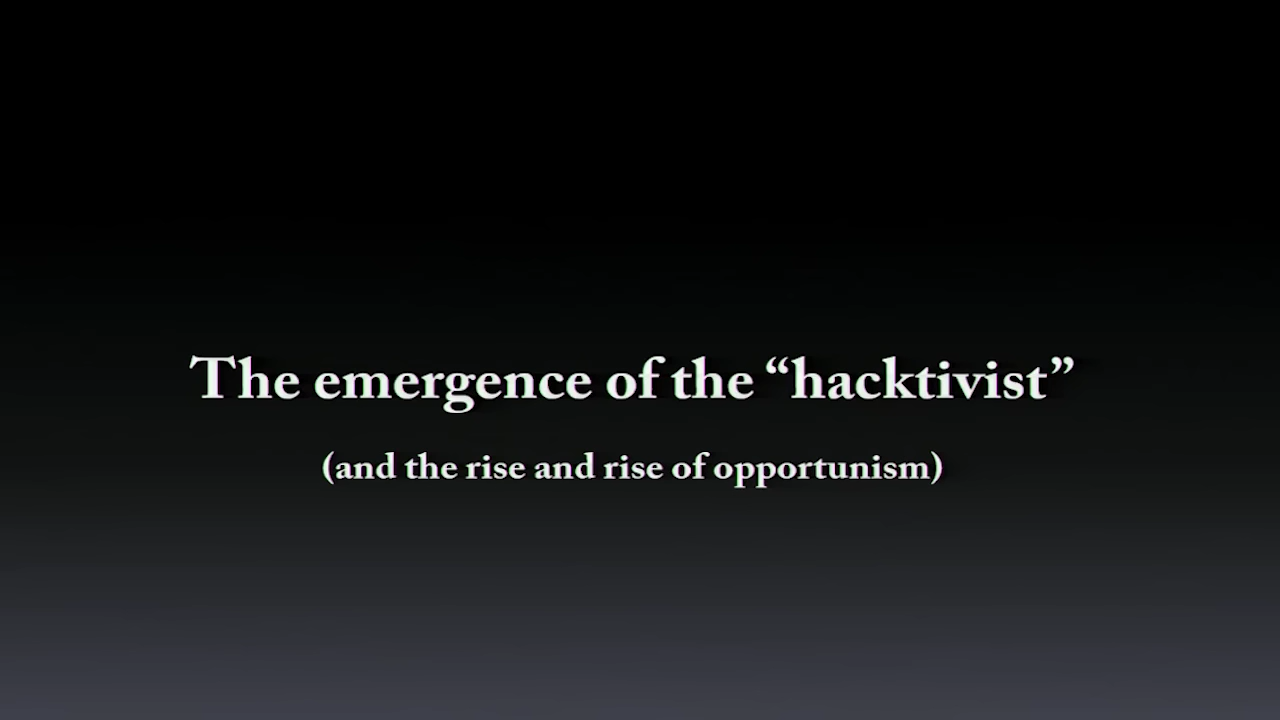 The emergence of the “hacktivist”
(and the rise and rise of opportunism)